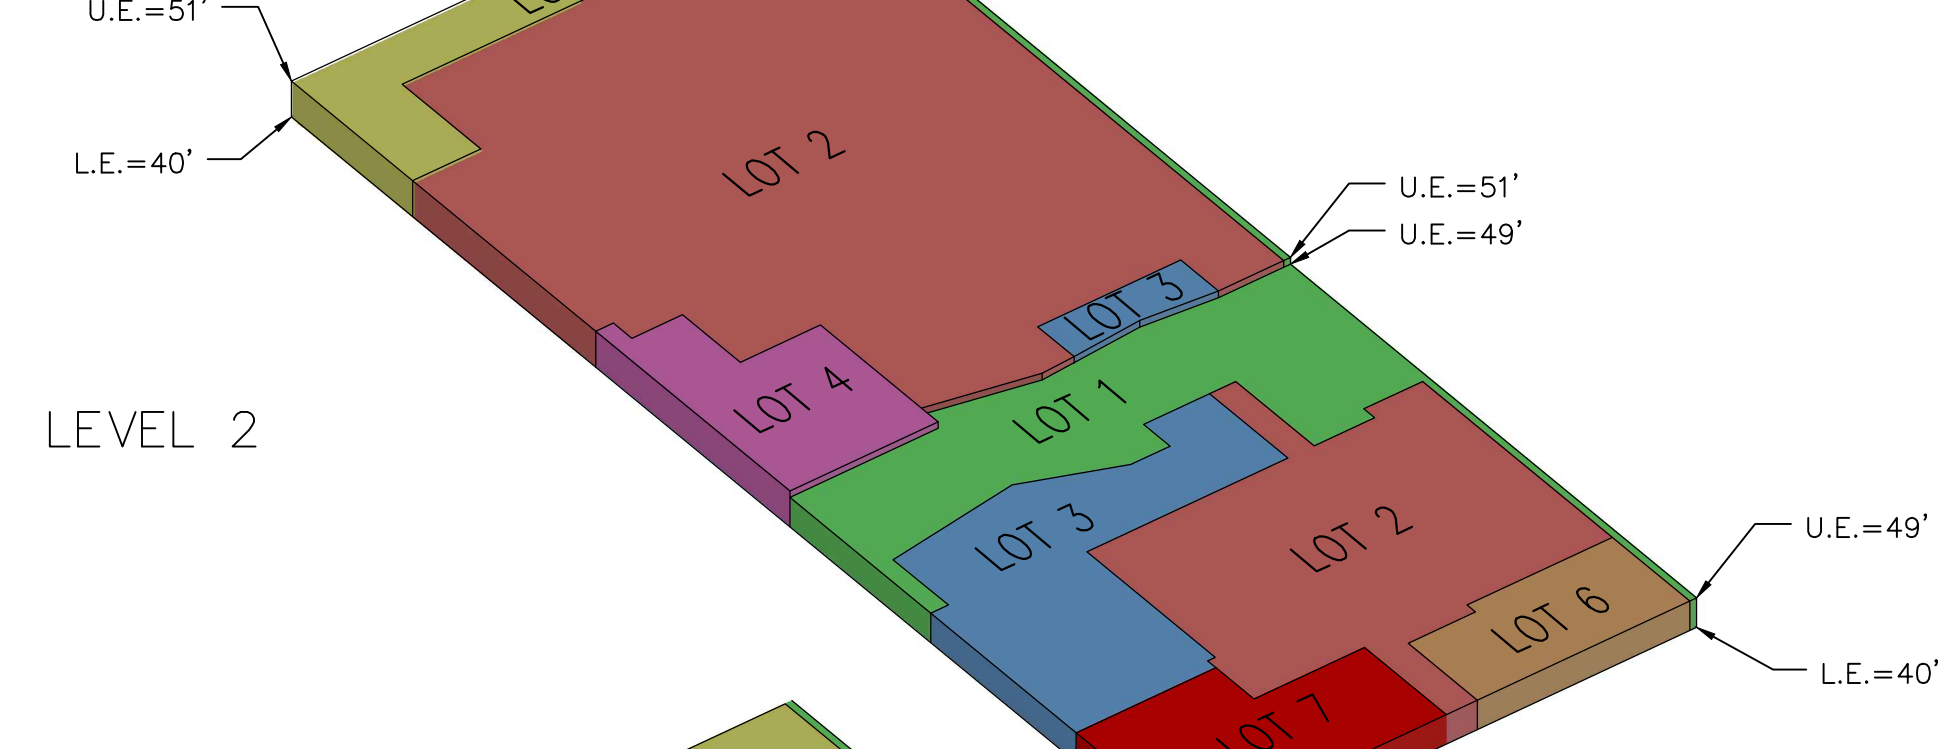 U.E.=51'
LO
L.E.=40'
LOT 2
U.E.=51'
U.E.=49'
LOT 3
LOT 4
LOT 1
LEVEL 2
LOT 3
LOT 2
U.E.=49'
LOT 6
L.E.=40'
LOT 7